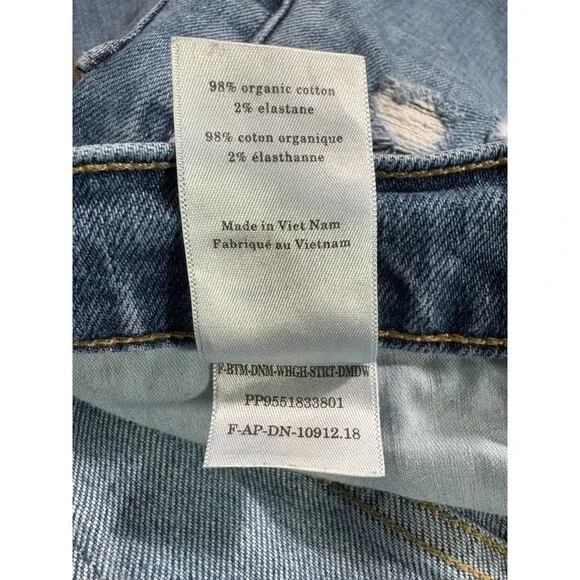 98% organic cotton
2% elastane
98% coton organique
2% élasthanne
Made in Viet Nam
Fabriqué au Vietnam
F-BTM-DNM-WHGH-STRT-DMDW
PP9551833801
F-AP-DN-10912.18